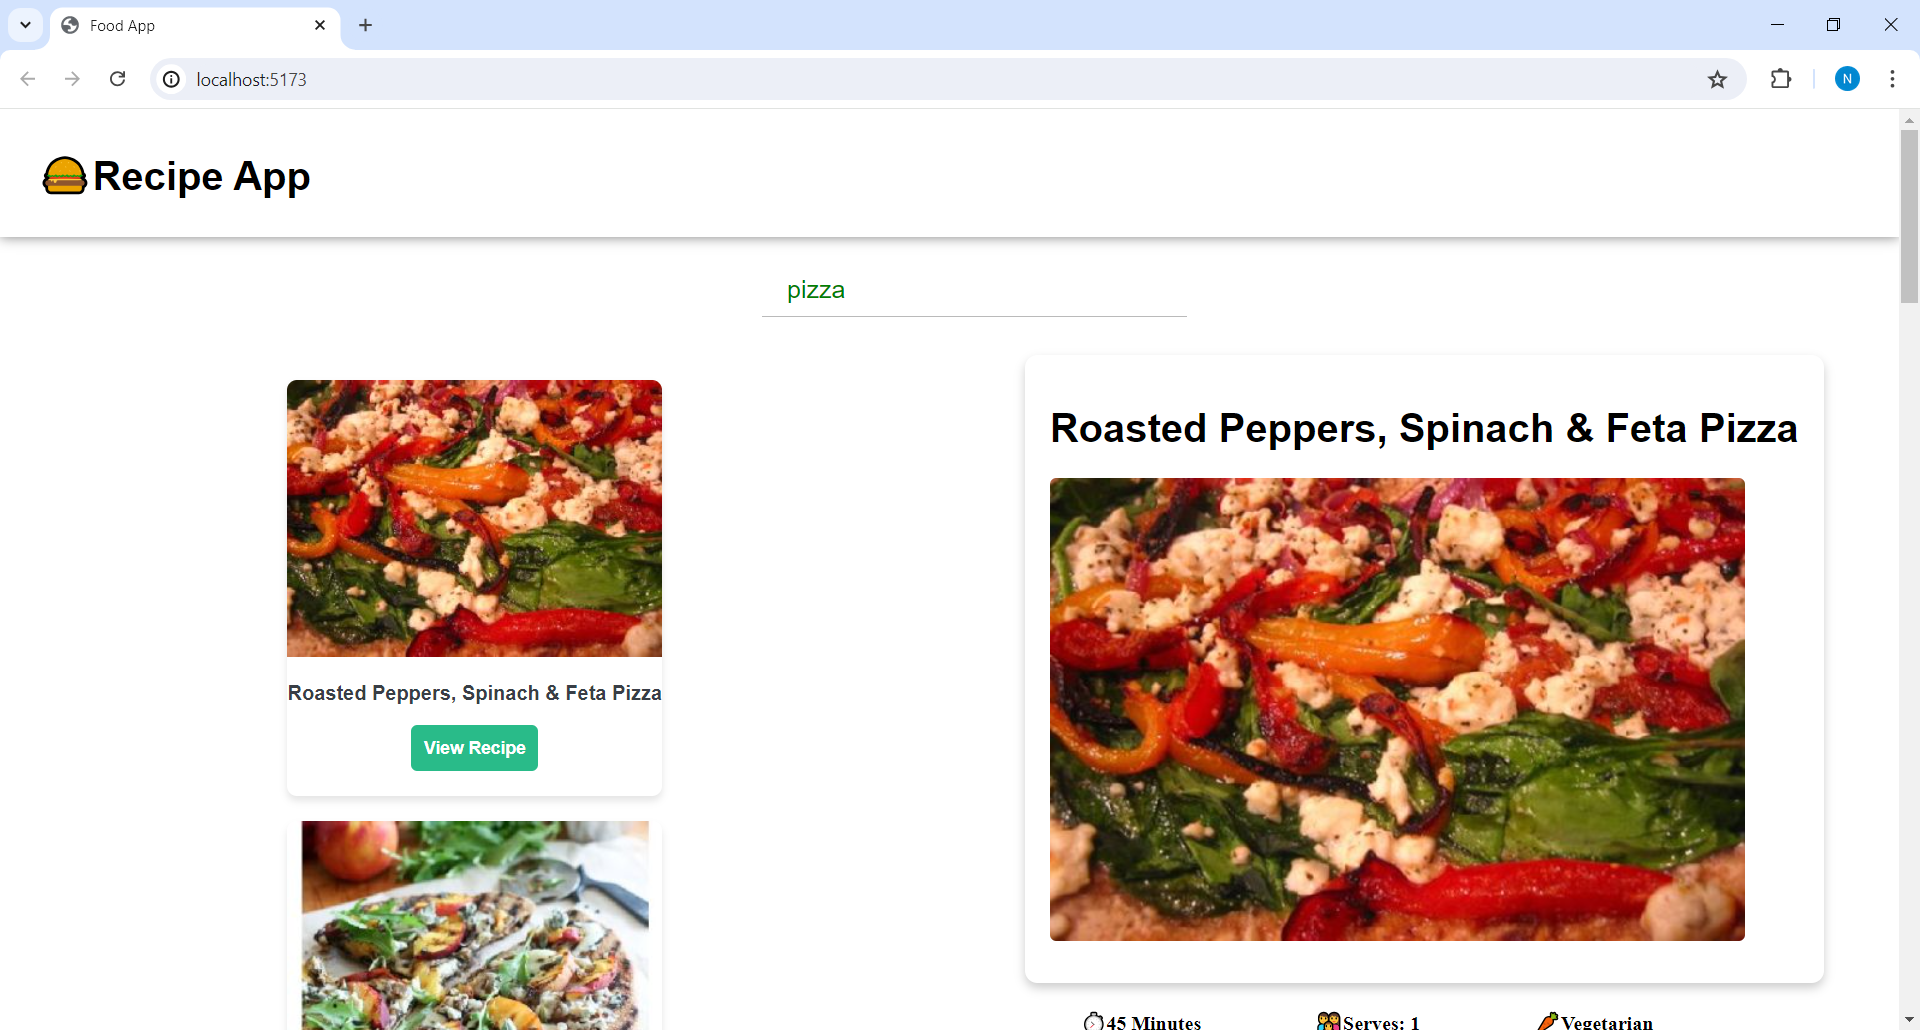 Food App
localhost:5173
N
Recipe App
pizza
Roasted Peppers, Spinach & Feta Pizza
View Recipe
Roasted Peppers, Spinach & Feta Pizza
45 Minutes
Serves: 1
Vegetarian